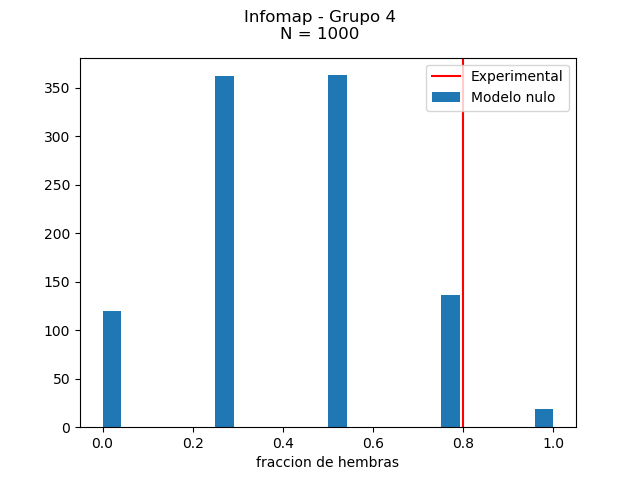 Infomap - Grupo 4
N = 1000
350
300
250
200
150
100
50
0
Experimental
Modelo nulo
0.0 0.2 0.4 0.6 0.8 1.0
fraccion de hembras